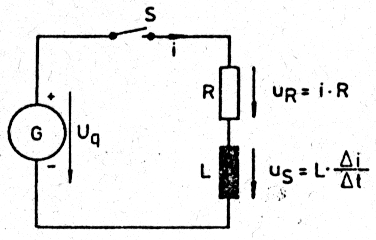 S
i
+
G
-
U_q
R
u_R = i · R
L
u_S = L · Δi/Δt